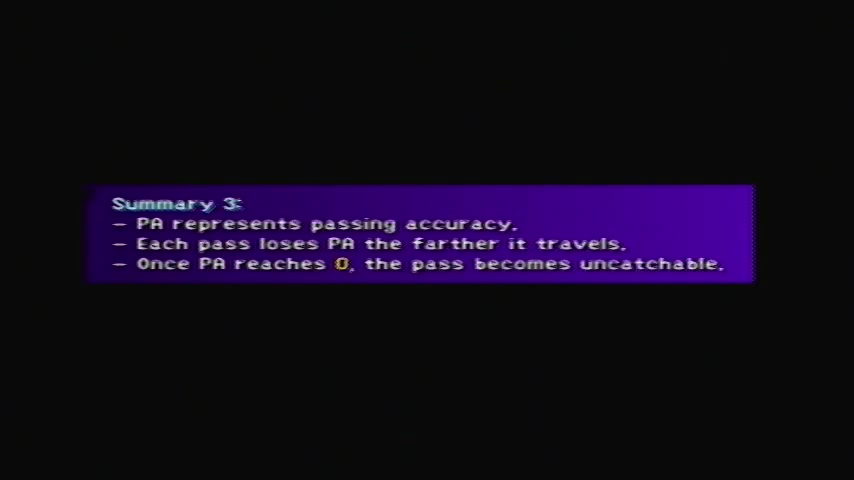 Summary 3:
- PA represents passing accuracy.
- Each pass loses PA the farther it travels.
- Once PA reaches 0, the pass becomes uncatchable.